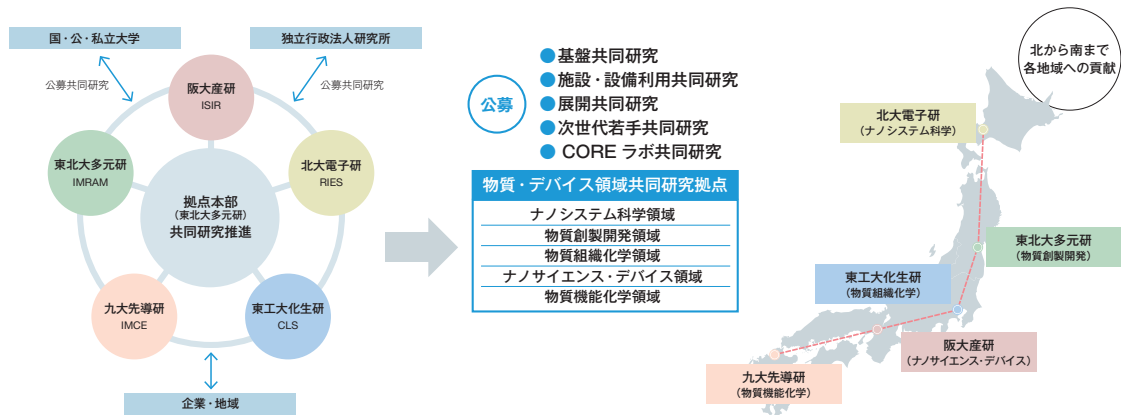 国・公・私立大学
独立行政法人研究所
公募共同研究
公募共同研究
阪大産研
ISIR
東北大多元研
IMRAM
北大電子研
RIES
拠点本部
(東北大多元研)
共同研究推進
九大先導研
IMCE
東工大化生研
CLS
企業・地域
公募
●基盤共同研究
●施設・設備利用共同研究
●展開共同研究
●次世代若手共同研究
● CORE ラボ共同研究
物質・デバイス領域共同研究拠点
ナノシステム科学領域
物質創製開発領域
物質組織化学領域
ナノサイエンス・デバイス領域
物質機能化学領域
北から南まで
各地域への貢献
北大電子研
(ナノシステム科学)
東北大多元研
(物質創製開発)
東工大化生研
(物質組織化学)
阪大産研
(ナノサイエンス・デバイス)
九大先導研
(物質機能化学)